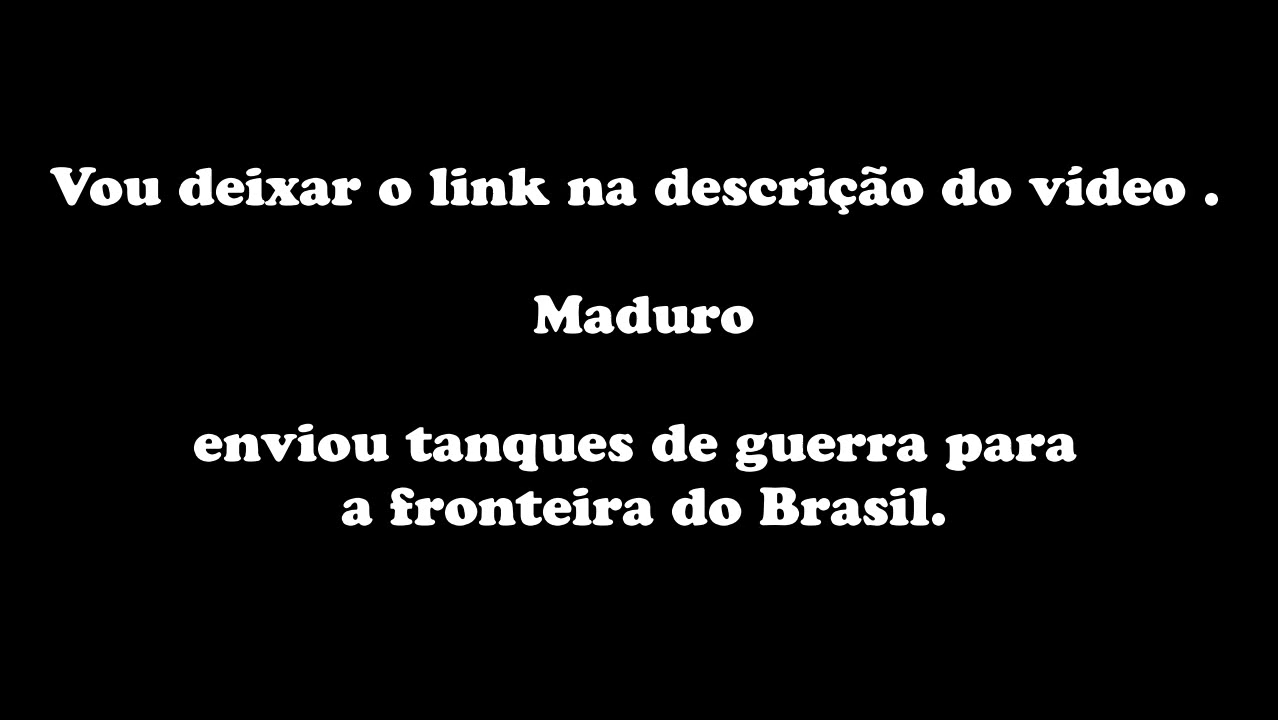 Vou deixar o link na descrição do vídeo .
Maduro
enviou tanques de guerra para
a fronteira do Brasil.